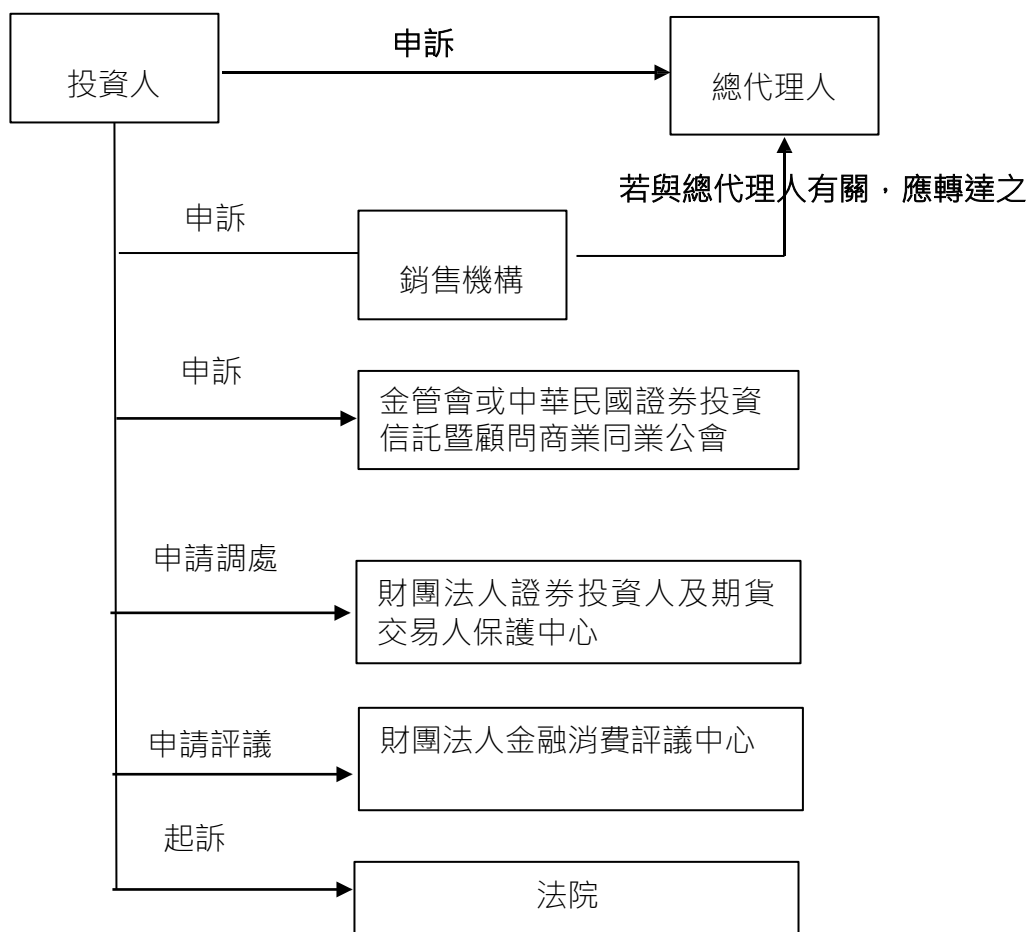 申訴
投資人
總代理人
若與總代理人有關，應轉達之
申訴
銷售機構
申訴
金管會或中華民國證券投資
信託暨顧問商業同業公會
申請調處
財團法人證券投資人及期貨
交易人保護中心
申請評議
財團法人金融消費評議中心
起訴
法院